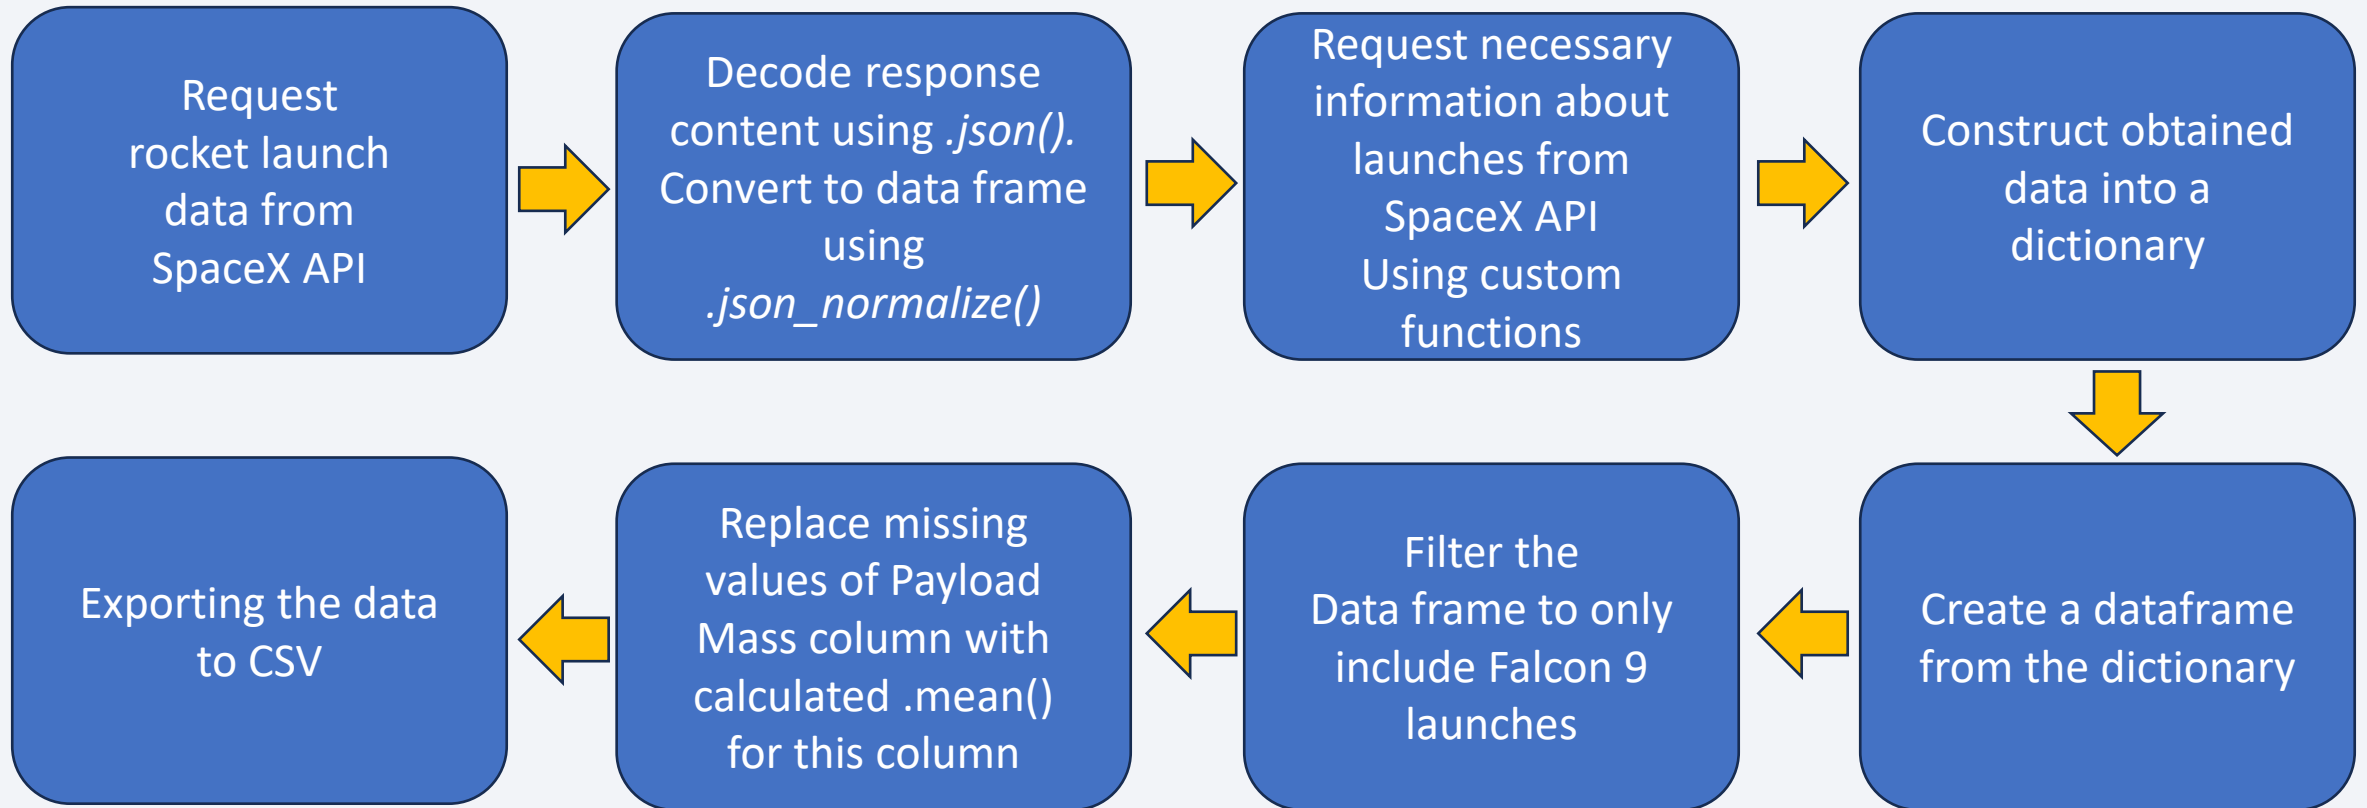 Request
rocket launch
data from
SpaceX API
Decode response
content using .json().
Convert to data frame
using
.json_normalize()
Request necessary
information about
launches from
SpaceX API
Using custom
functions
Construct obtained
data into a
dictionary
Create a dataframe
from the dictionary
Filter the
Data frame to only
include Falcon 9
launches
Replace missing
values of Payload
Mass column with
calculated .mean()
for this column
Exporting the data
to CSV